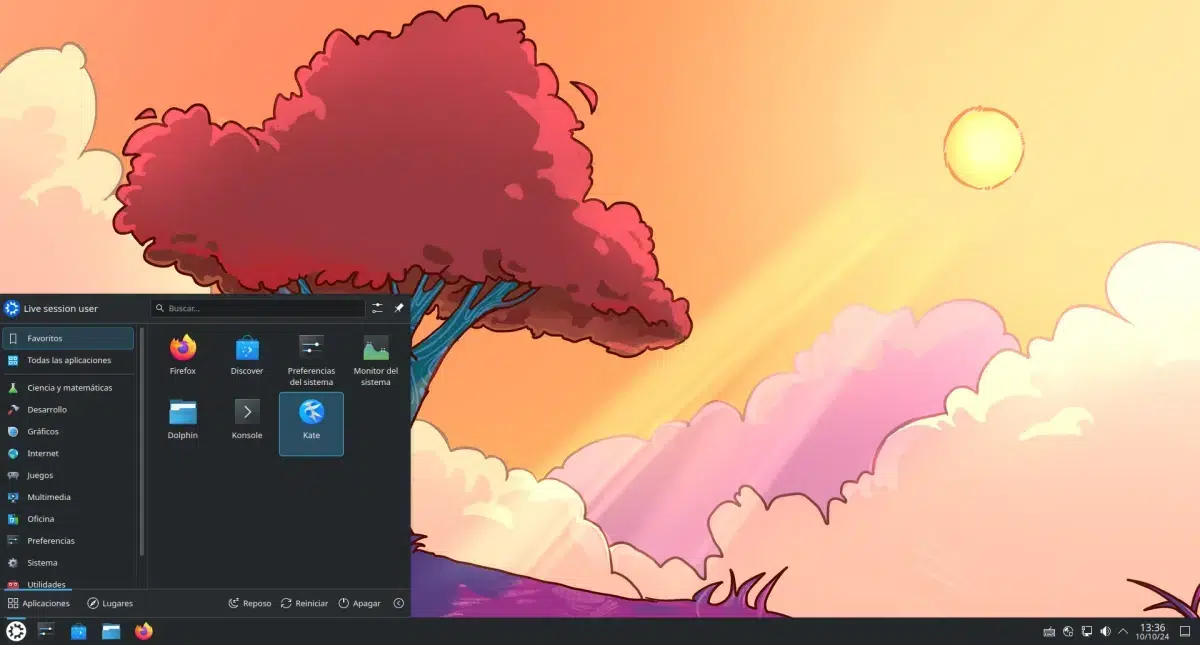 Live session user
Buscar...
Favoritos
Todas las aplicaciones
Ciencia y matemáticas
Desarrollo
Gráficos
Internet
Juegos
Multimedia
Oficina
Preferencias
Sistema
Utilidades
Firefox
Discover
Preferencias
del sistema
Monitor del
sistema
Dolphin
Konsole
Kate
Aplicaciones
Lugares
Reposo
Reiniciar
Apagar
13:36
10/10/24